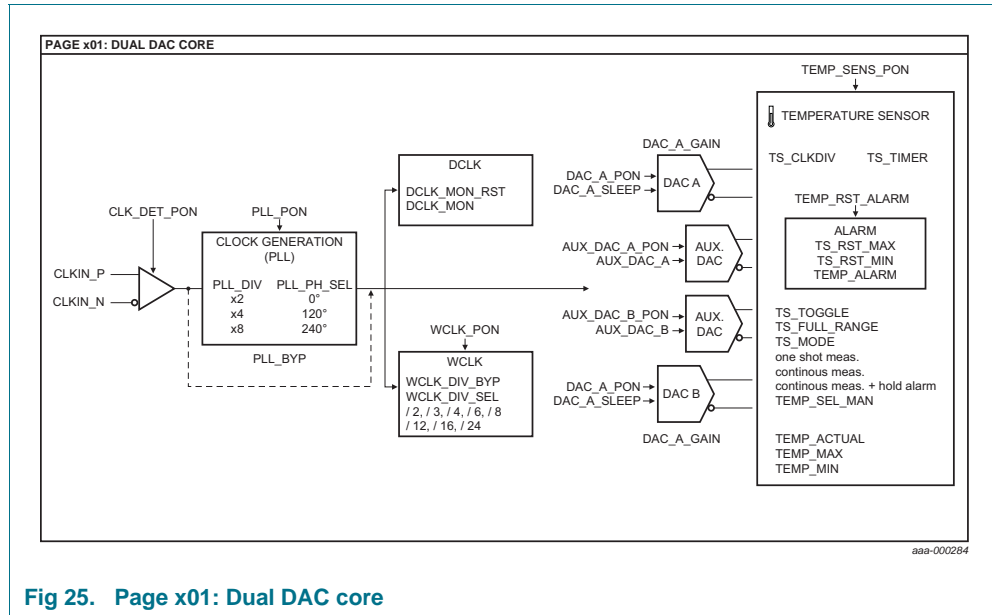 PAGE x01: DUAL DAC CORE
CLK_DET_PON
CLKIN_P
CLKIN_N
PLL_PON
CLOCK GENERATION
(PLL)
PLL_DIV PLL_PH_SEL
x2 0°
x4 120°
x8 240°
PLL_BYP
DCLK
DCLK_MON_RST
DCLK_MON
WCLK_PON
WCLK
WCLK_DIV_BYP
WCLK_DIV_SEL
/ 2, / 3, / 4, / 6, / 8
/ 12, / 16, / 24
DAC_A_GAIN
DAC_A_PON
DAC_A_SLEEP
DAC A
AUX_DAC_A_PON
AUX_DAC_A
AUX.
DAC
AUX_DAC_B_PON
AUX_DAC_B
AUX.
DAC
DAC_A_PON
DAC_A_SLEEP
DAC B
DAC_A_GAIN
TEMP_SENS_PON
TEMPERATURE SENSOR
TS_CLKDIV TS_TIMER
TEMP_RST_ALARM
ALARM
TS_RST_MAX
TS_RST_MIN
TEMP_ALARM
TS_TOGGLE
TS_FULL_RANGE
TS_MODE
one shot meas.
continous meas.
continous meas. + hold alarm
TEMP_SEL_MAN
TEMP_ACTUAL
TEMP_MAX
TEMP_MIN
aaa-000284
Fig 25. Page x01: Dual DAC core